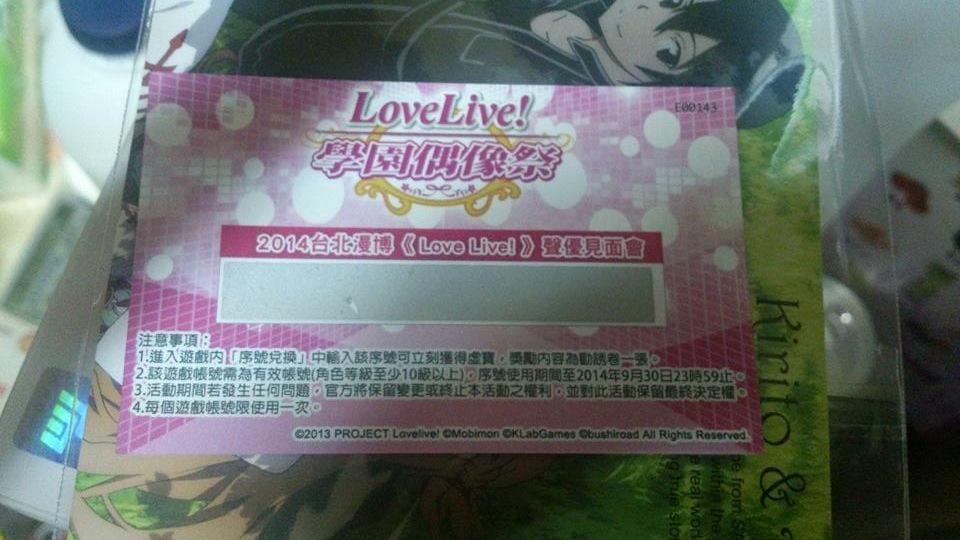 LoveLive!
E00143
學園偶像祭
2014台北漫博《 Love Live! 》聲優見面會
注意事項：
1.進入遊戲內「序號兌換」中輸入該序號可立刻獲得虛寶，獎勵內容為勸誘卷一張。
2.該遊戲帳號需為有效帳號(角色等級至少10級以上)，序號使用期間至2014年9月30日23時59止。
3.活動期間若發生任何問題，官方將保留變更或終止本活動之權利，並對此活動保留最終決定權。
4.每個遊戲帳號限使用一次。
©2013 PROJECT Lovelive! ©Mobimon ©KLabGames ©bushiroad All Rights Reserved.
Kirito &